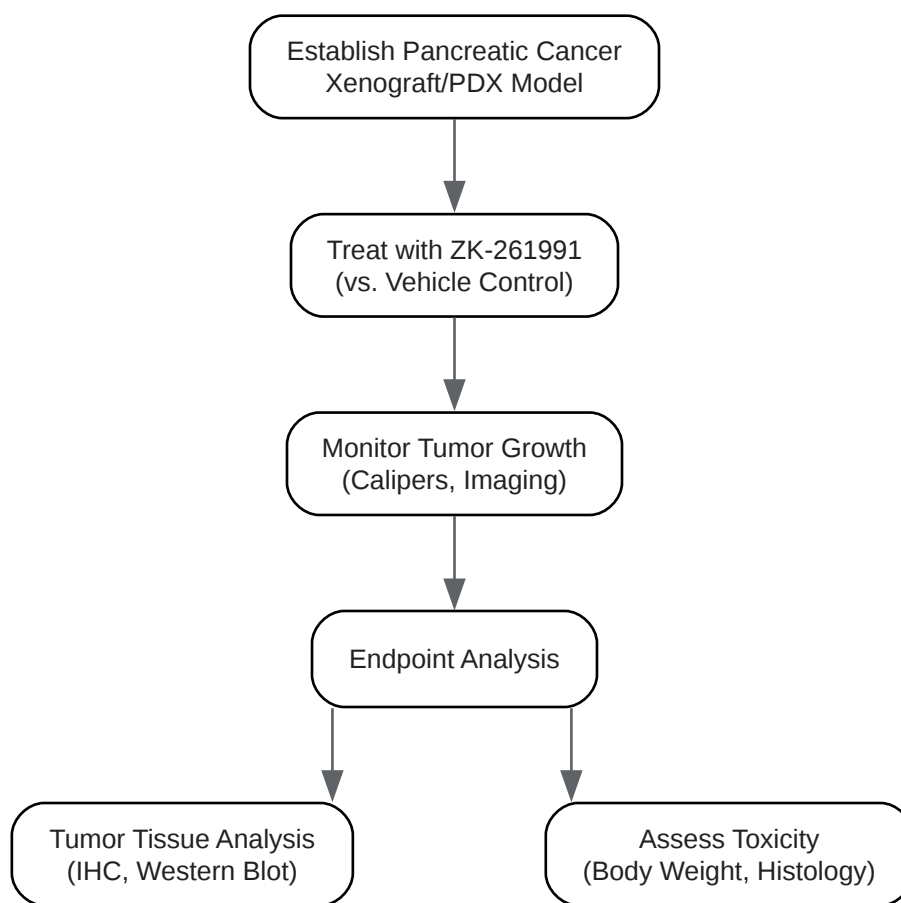 Establish Pancreatic Cancer
Xenograft/PDX Model
Treat with ZK-261991
(vs. Vehicle Control)
Monitor Tumor Growth
(Calipers, Imaging)
Endpoint Analysis
Tumor Tissue Analysis
(IHC, Western Blot)
Assess Toxicity
(Body Weight, Histology)